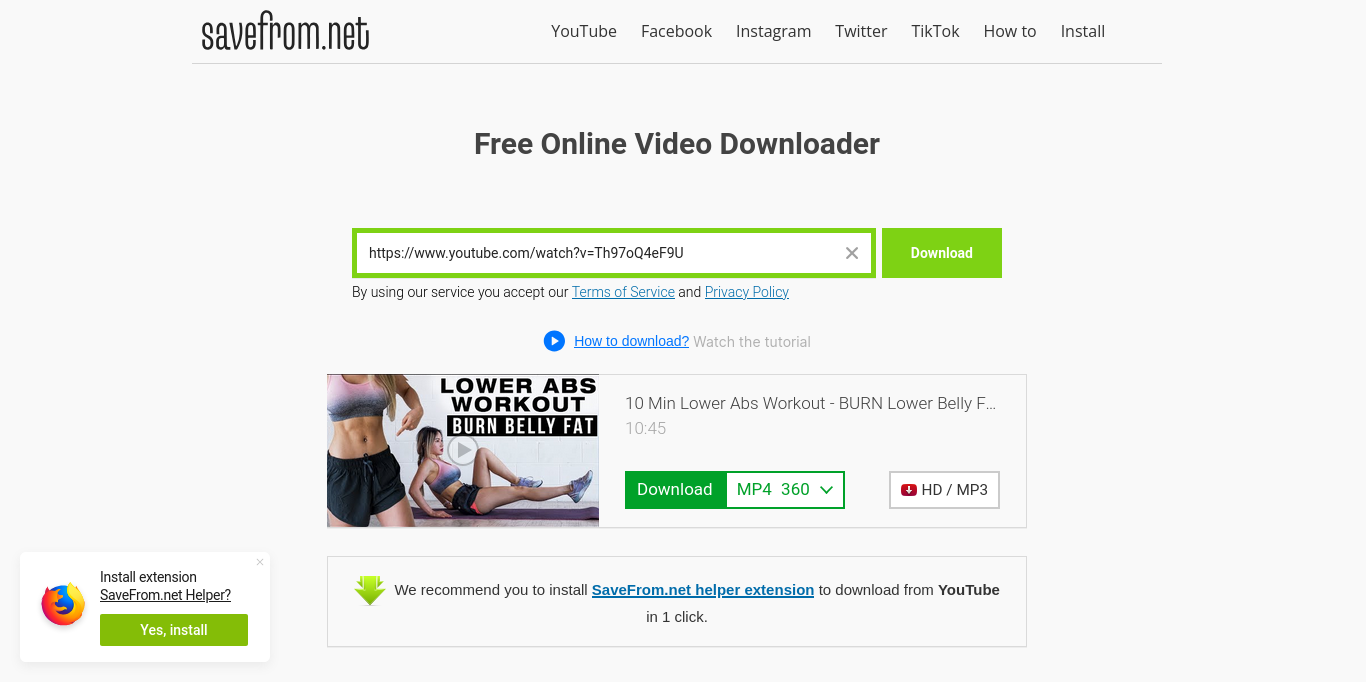 savefrom.net
YouTube Facebook Instagram Twitter TikTok How to Install
Free Online Video Downloader
https://www.youtube.com/watch?v=Th97oQ4eF9U
Download
By using our service you accept our Terms of Service and Privacy Policy
How to download? Watch the tutorial
LOWER ABS
WORKOUT
BURN BELLY FAT
10 Min Lower Abs Workout - BURN Lower Belly F...
10:45
Download MP4 360
HD / MP3
We recommend you to install SaveFrom.net helper extension to download from YouTube
in 1 click.
Install extension
SaveFrom.net Helper?
Yes, install